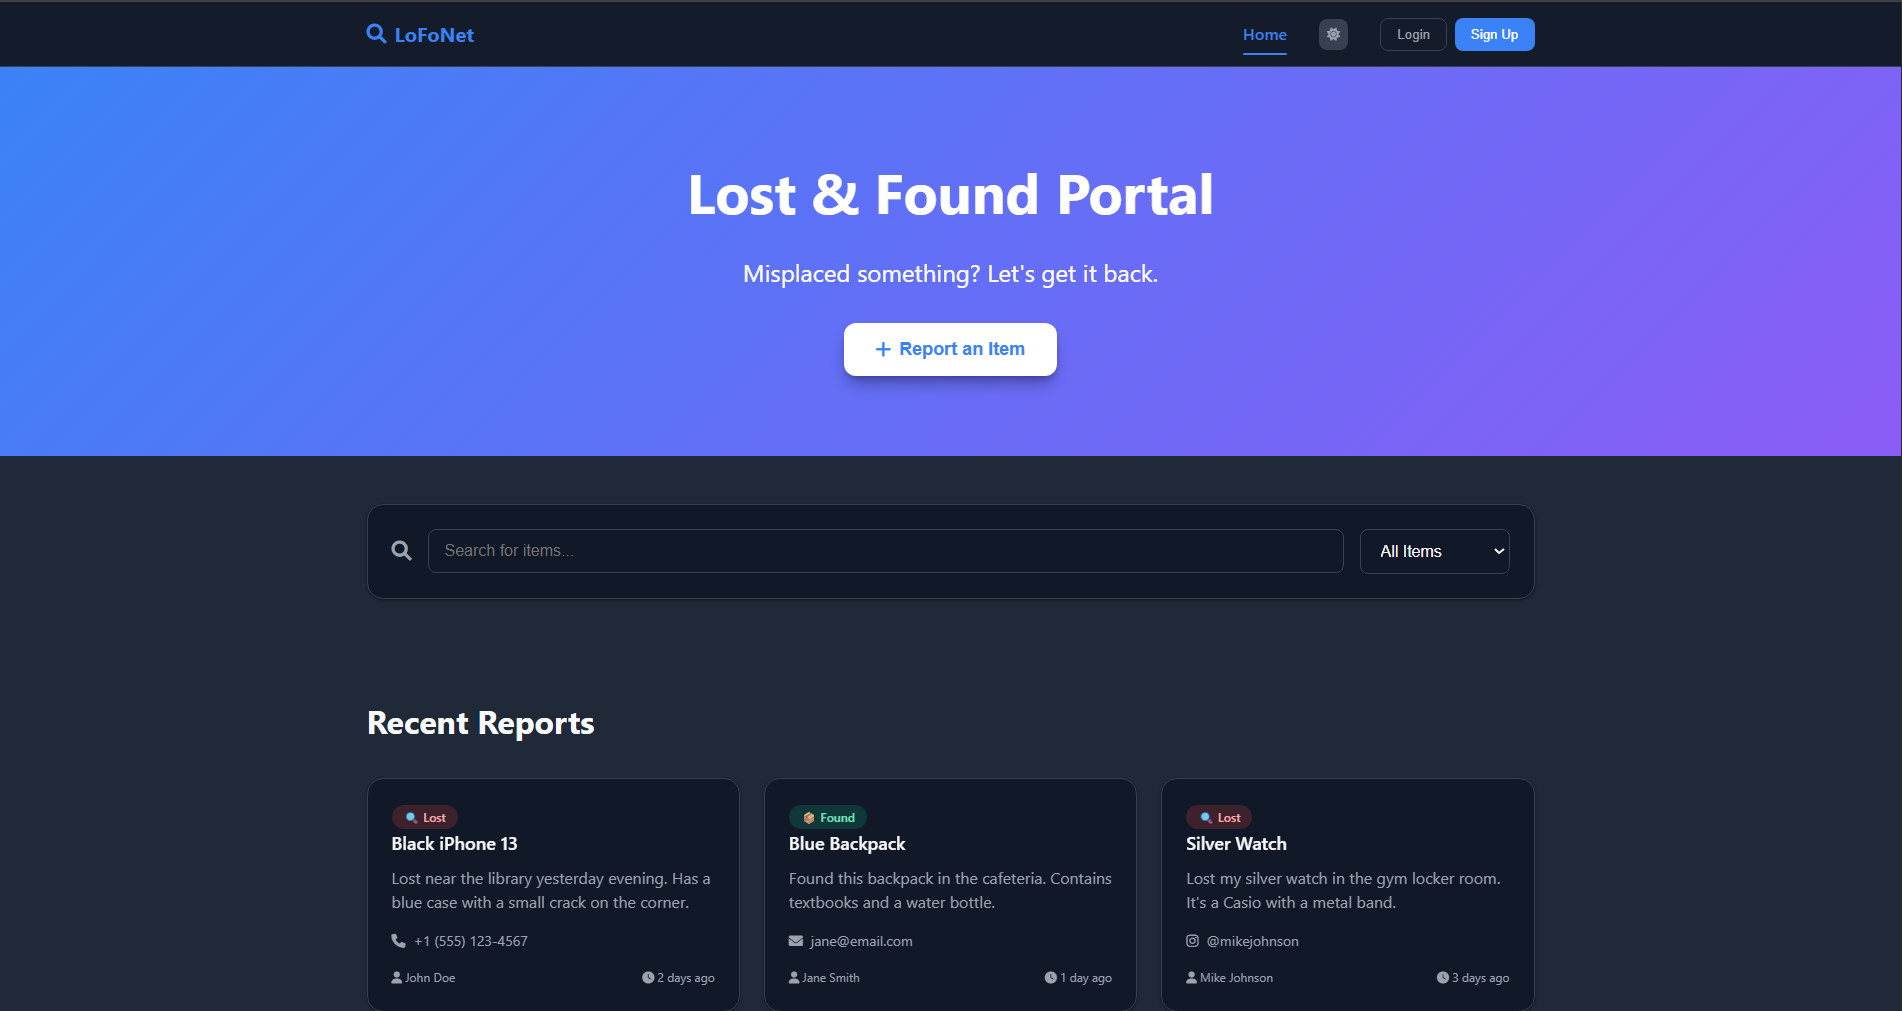 LoFoNet
Home
Login
Sign Up
Lost & Found Portal
Misplaced something? Let's get it back.
Report an Item
Search for items...
All Items
Recent Reports
Lost
Black iPhone 13
Lost near the library yesterday evening. Has a
blue case with a small crack on the corner.
+1 (555) 123-4567
John Doe
2 days ago
Found
Blue Backpack
Found this backpack in the cafeteria. Contains
textbooks and a water bottle.
jane@email.com
Jane Smith
1 day ago
Lost
Silver Watch
Lost my silver watch in the gym locker room.
It's a Casio with a metal band.
@mikejohnson
Mike Johnson
3 days ago